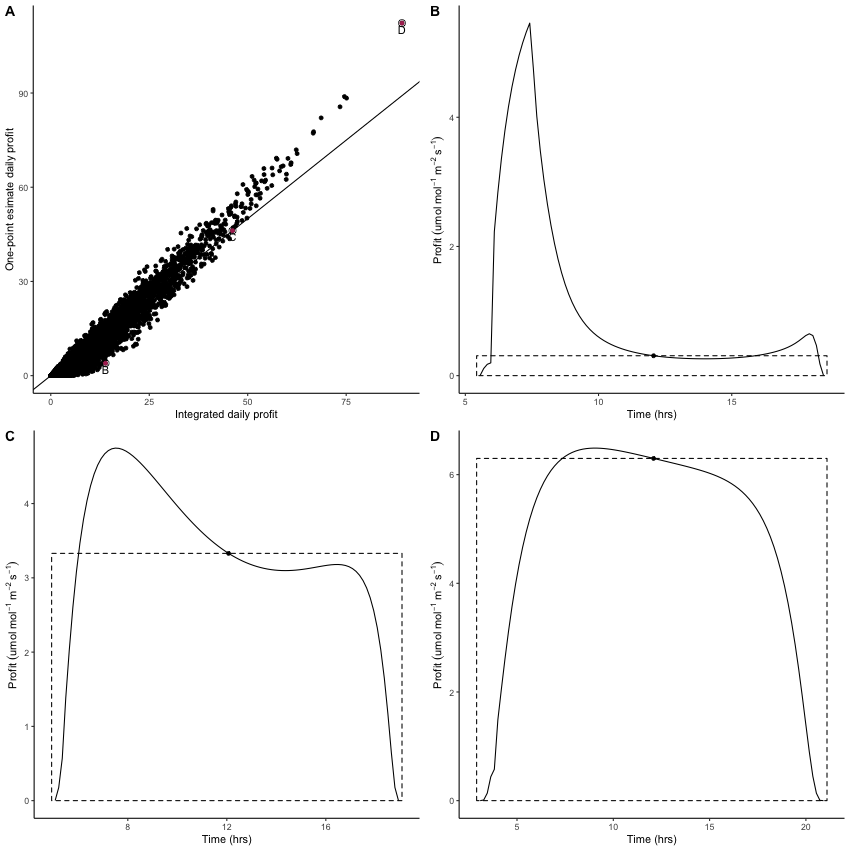 A
One-point esimate daily profit
90
60
30
0
D
C
B
0
25
50
75
Integrated daily profit
B
Profit (umol mol⁻¹ m⁻² s⁻¹)
4
2
0
5
10
15
Time (hrs)
C
Profit (umol mol⁻¹ m⁻² s⁻¹)
4
3
2
1
0
8
12
16
Time (hrs)
D
Profit (umol mol⁻¹ m⁻² s⁻¹)
6
4
2
0
5
10
15
20
Time (hrs)